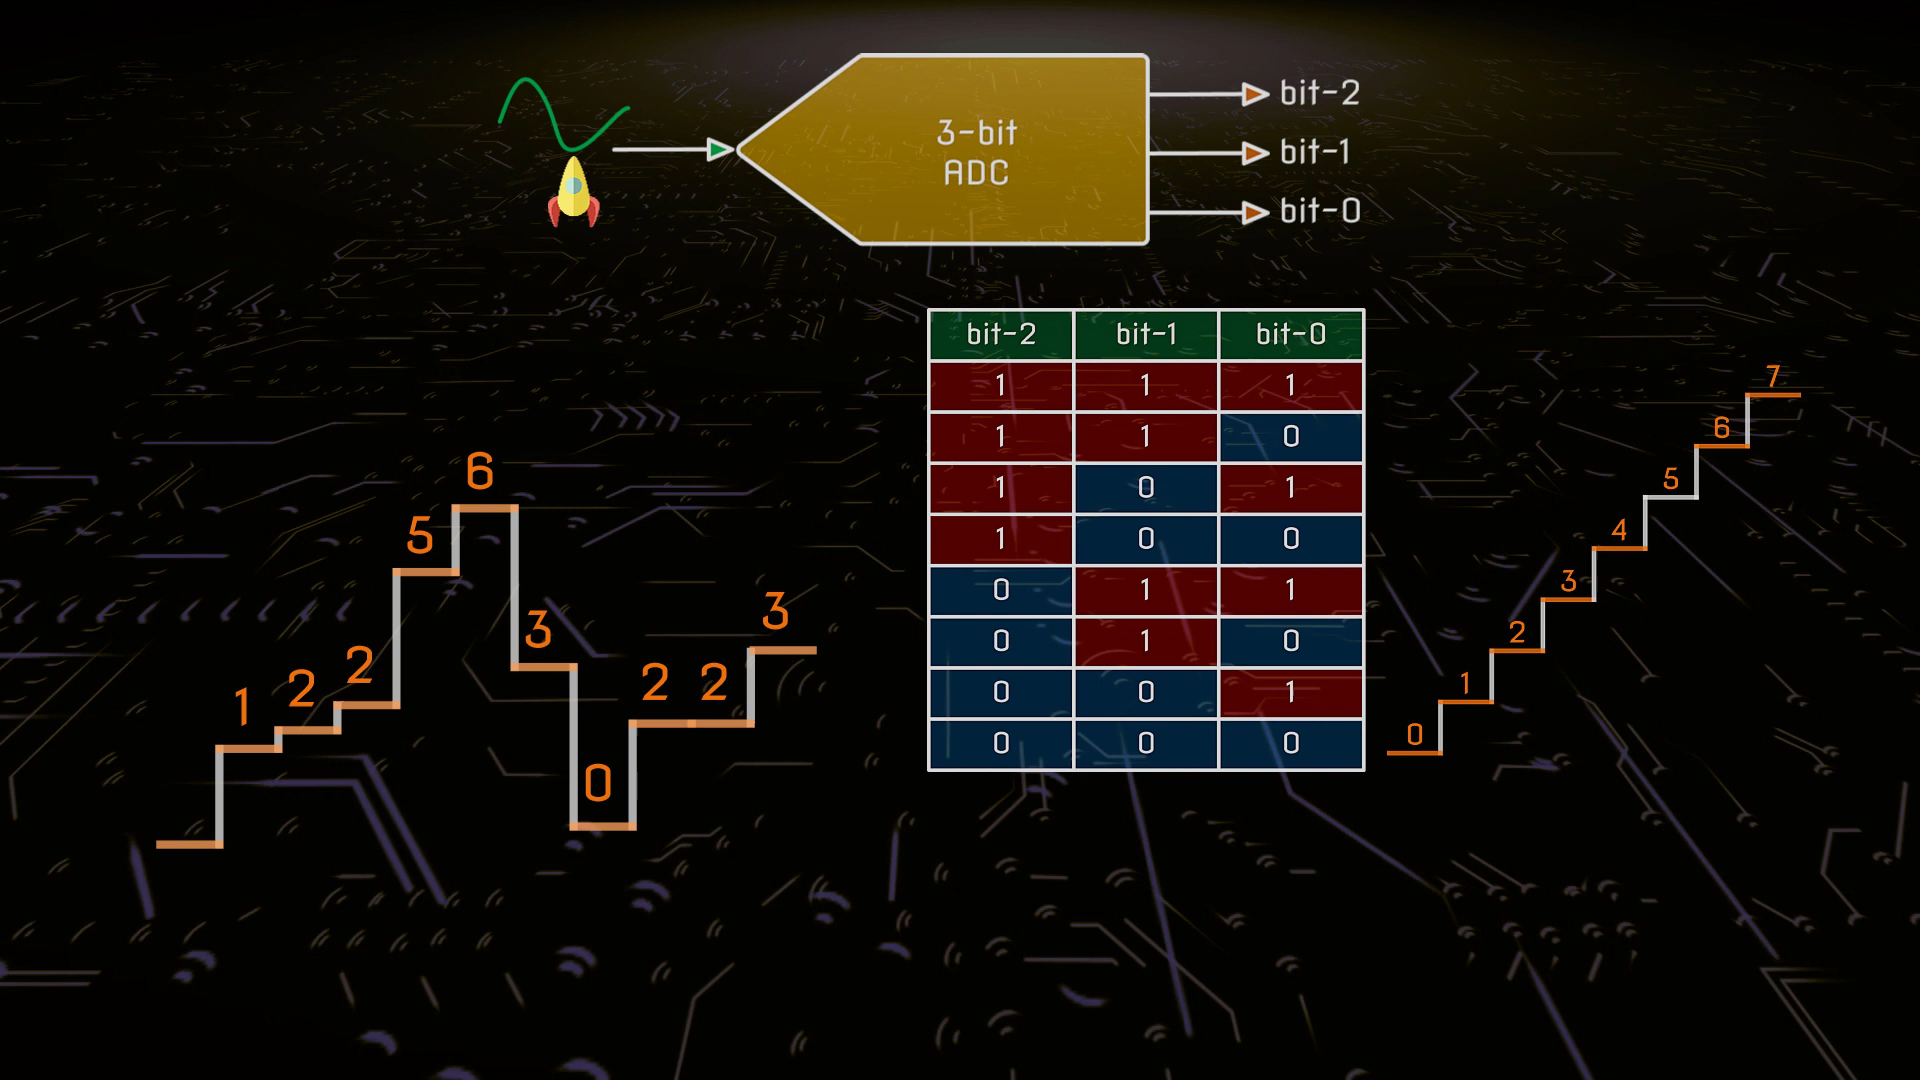 3-bit
ADC
bit-2
bit-1
bit-0
bit-2 bit-1 bit-0
1 1 1
1 1 0
1 0 1
1 0 0
0 1 1
0 1 0
0 0 1
0 0 0
1
2
2
5
6
3
0
2
2
3
0
1
2
3
4
5
6
7